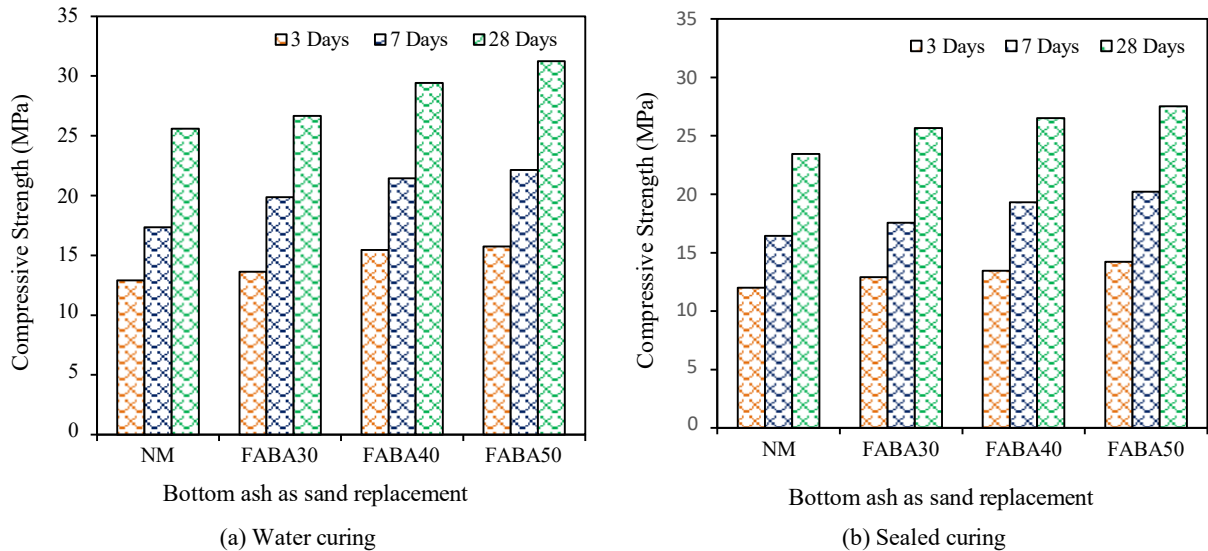 35
30
25
20
15
10
5
0
Compressive Strength (MPa)
3 Days 7 Days 28 Days
NM FABA30 FABA40 FABA50
Bottom ash as sand replacement
(a) Water curing
35
30
25
20
15
10
5
0
Compressive Strength (MPa)
3 Days 7 Days 28 Days
NM FABA30 FABA40 FABA50
Bottom ash as sand replacement
(b) Sealed curing